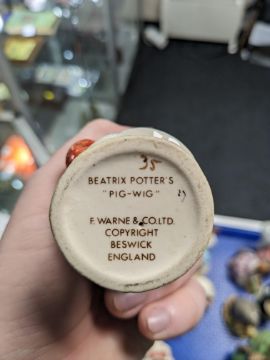 35
BEATRIX POTTER'S
"PIG-WIG"
F. WARNE & CO. LTD.
COPYRIGHT
BESWICK
ENGLAND